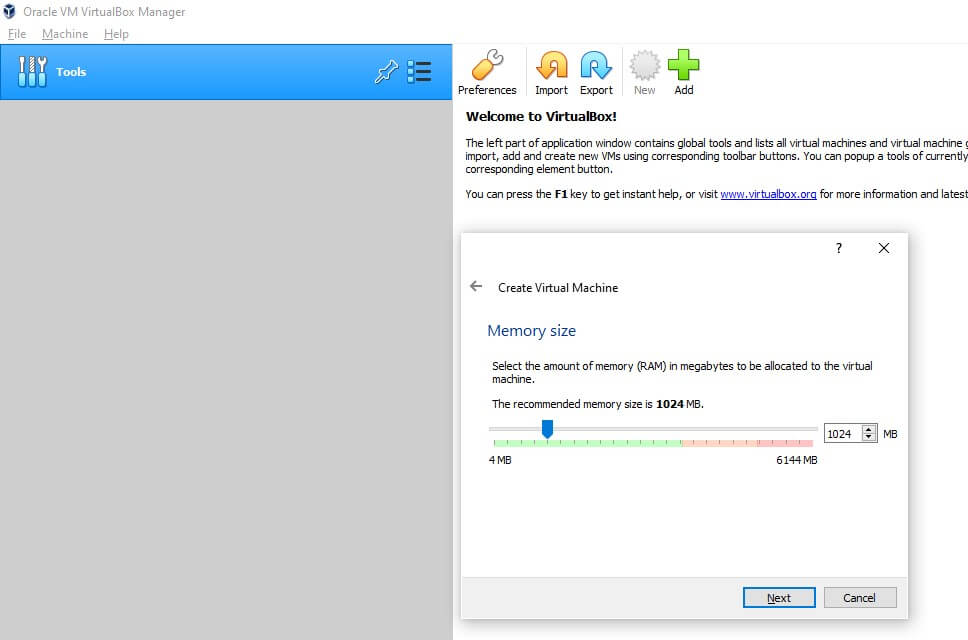 Oracle VM VirtualBox Manager
File Machine Help
Tools
Preferences Import Export New Add
Welcome to VirtualBox!
The left part of application window contains global tools and lists all virtual machines and virtual machine
import, add and create new VMs using corresponding toolbar buttons. You can popup a tools of currently
corresponding element button.
You can press the F1 key to get instant help, or visit www.virtualbox.org for more information and latest
?
Create Virtual Machine
Memory size
Select the amount of memory (RAM) in megabytes to be allocated to the virtual
machine.
The recommended memory size is 1024 MB.
1024 MB
4 MB 6144 MB
Next Cancel